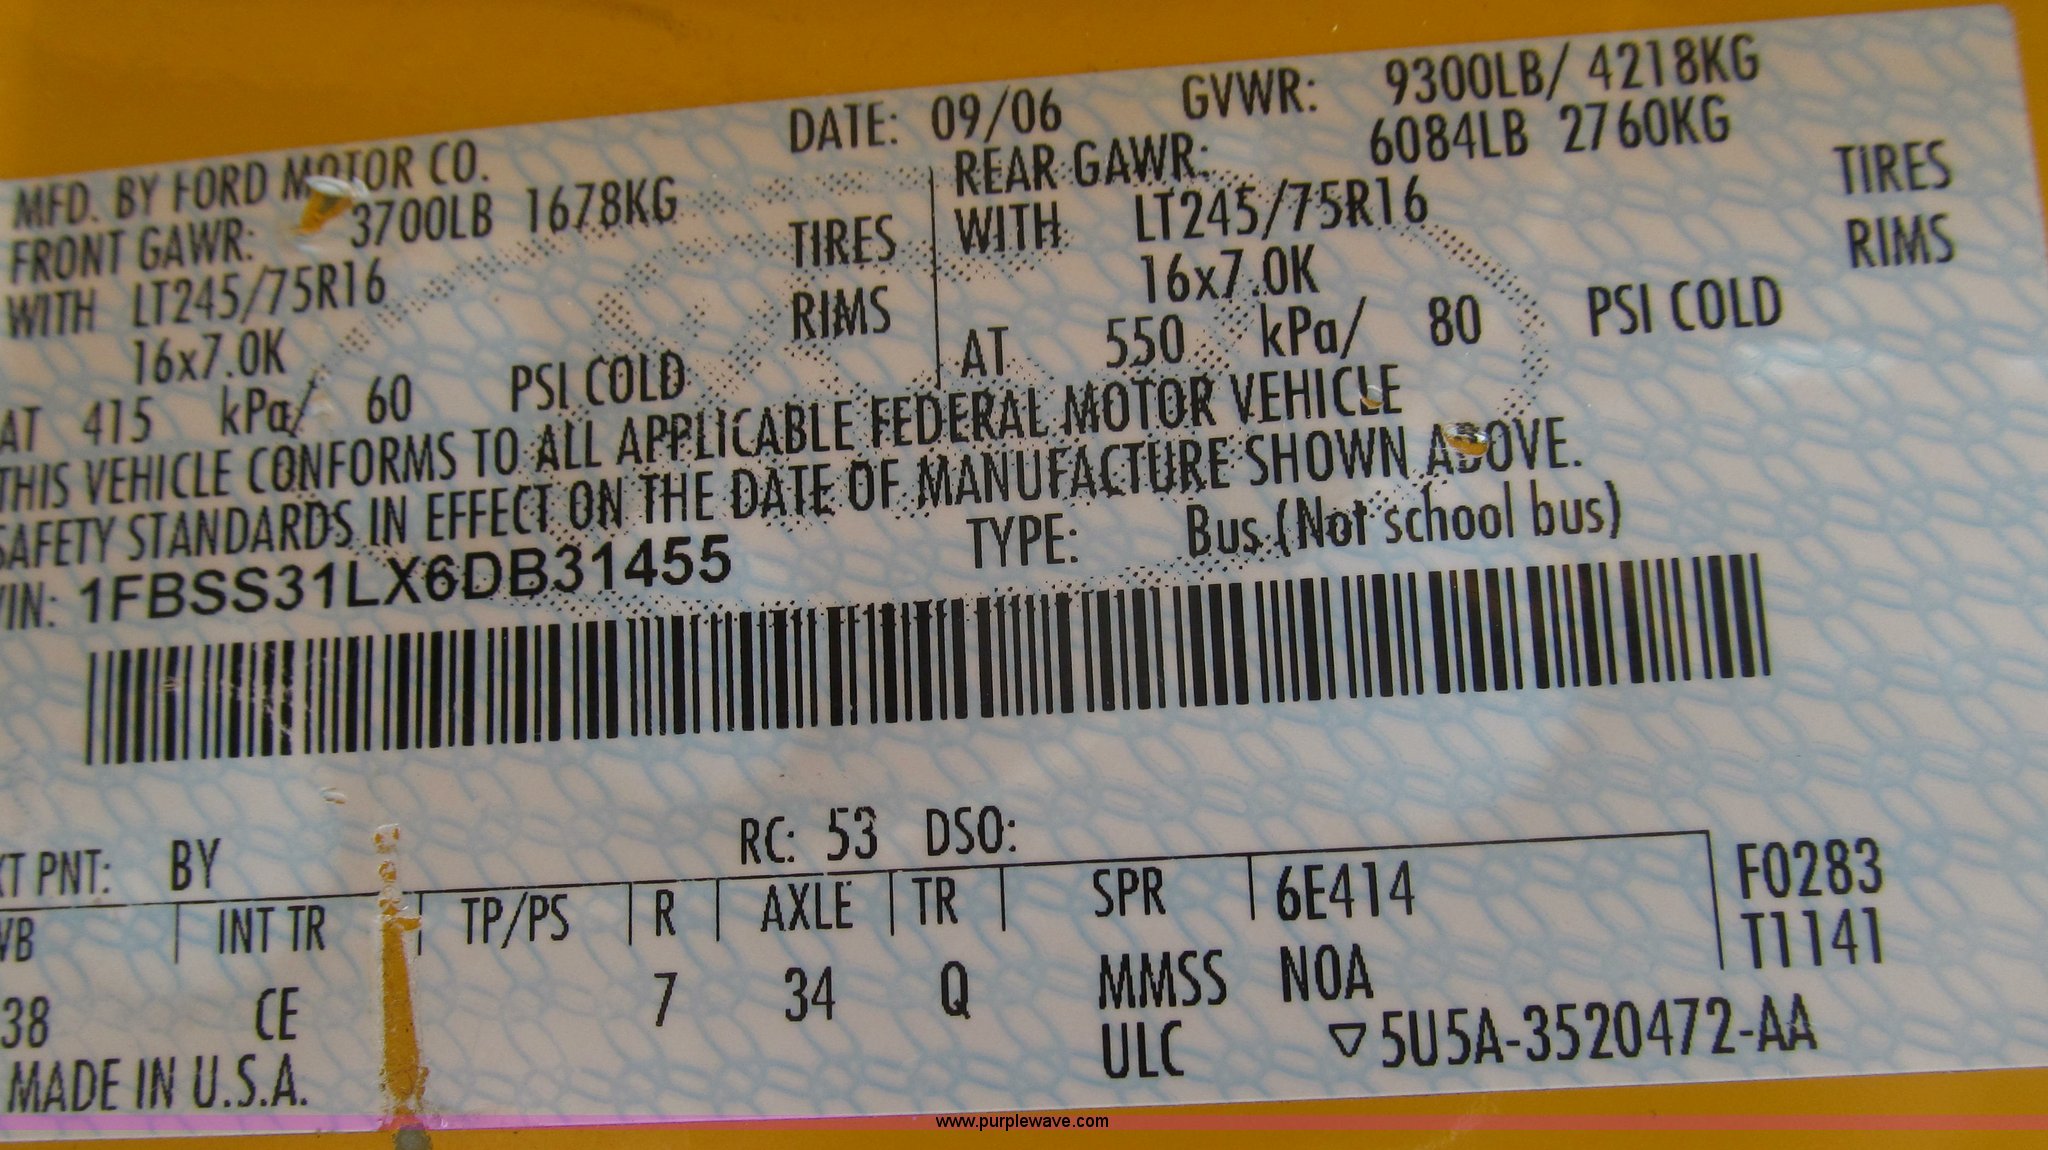 MFD. BY FORD MOTOR CO. DATE: 09/06 GVWR: 9300LB/ 4218KG
FRONT GAWR: 3700LB 1678KG
WITH LT245/75R16 TIRES
16x7.0K RIMS
AT 415 kPa/ 60 PSI COLD
REAR GAWR: 6084LB 2760KG
WITH LT245/75R16 TIRES
16x7.0K RIMS
AT 550 kPa/ 80 PSI COLD
THIS VEHICLE CONFORMS TO ALL APPLICABLE FEDERAL MOTOR VEHICLE
SAFETY STANDARDS IN EFFECT ON THE DATE OF MANUFACTURE SHOWN ABOVE.
VIN: 1FBSS31LX6DB31455 TYPE: Bus (Not school bus)
XT PNT: BY RC: 53 DSO:
WB INT TR TP/PS R AXLE TR SPR 6E414 F0283
T1141
38 CE 7 34 Q MMSS NOA
ULC ▽5U5A-3520472-AA
MADE IN U.S.A.
www.purplewave.com